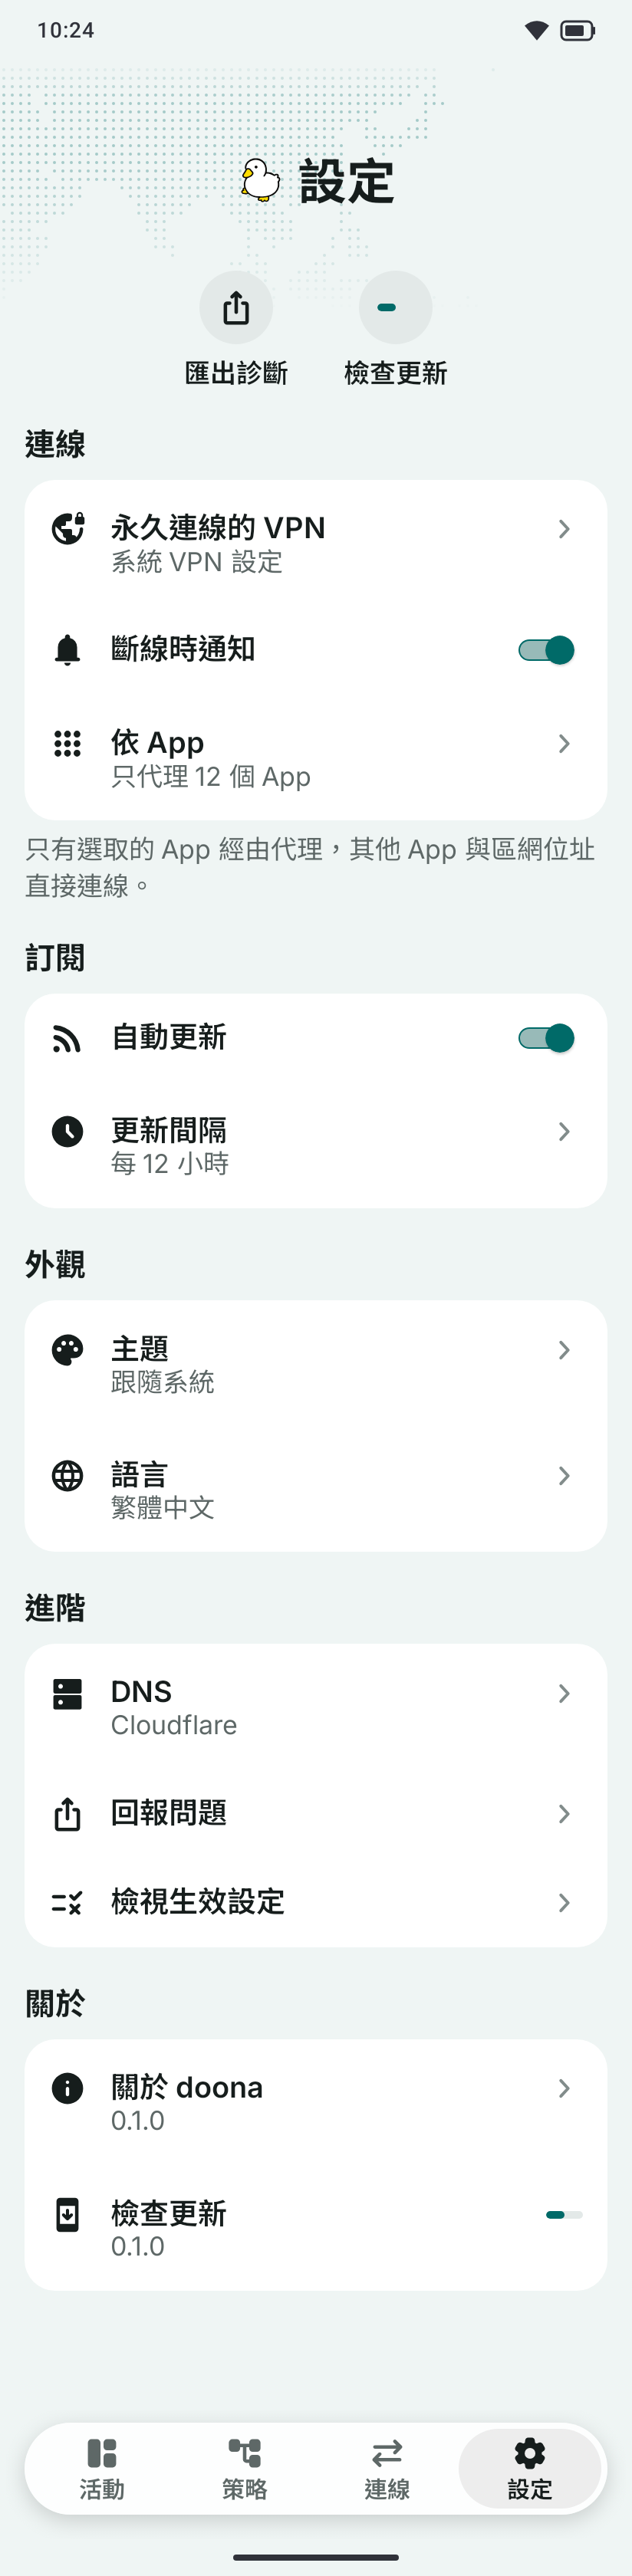 10:24
設定
匯出診斷
檢查更新
連線
永久連線的 VPN
系統 VPN 設定
斷線時通知
依 App
只代理 12 個 App
只有選取的 App 經由代理，其他 App 與區網位址
直接連線。
訂閱
自動更新
更新間隔
每 12 小時
外觀
主題
跟隨系統
語言
繁體中文
進階
DNS
Cloudflare
回報問題
檢視生效設定
關於
關於 doona
0.1.0
檢查更新
0.1.0
活動
策略
連線
設定